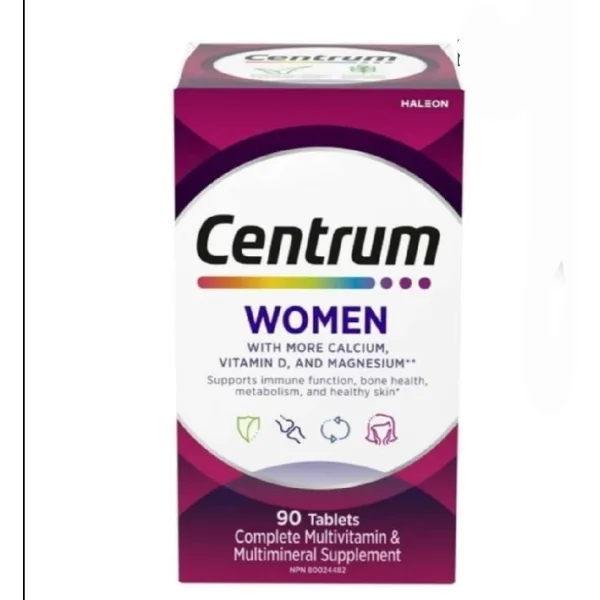 Centrum
HALEON
Centrum
WOMEN
WITH MORE CALCIUM,
VITAMIN D, AND MAGNESIUM**
Supports immune function, bone health,
metabolism, and healthy skin*
90 Tablets
Complete Multivitamin &
Multimineral Supplement
NPN 80024482